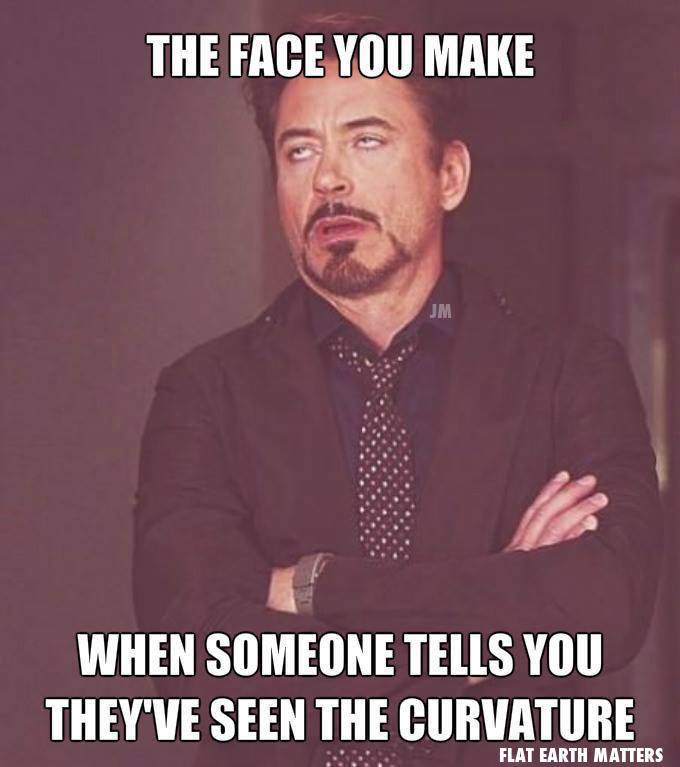 THE FACE YOU MAKE
JM
WHEN SOMEONE TELLS YOU
THEY'VE SEEN THE CURVATURE
FLAT EARTH MATTERS